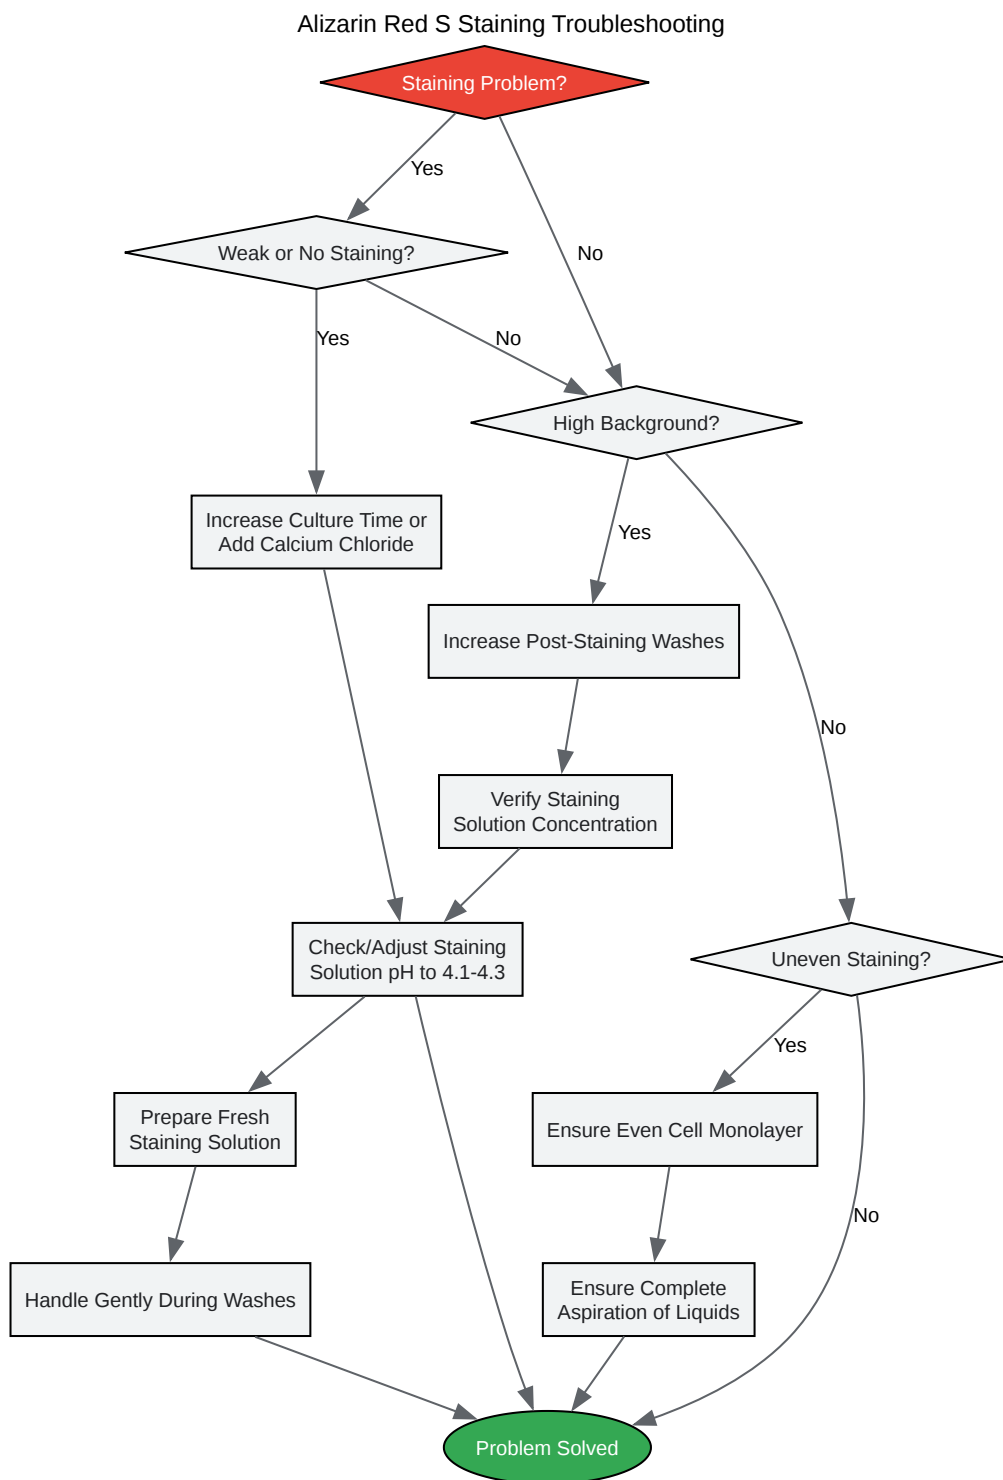 Alizarin Red S Staining Troubleshooting
Staining Problem?
Yes
No
Weak or No Staining?
Yes
No
High Background?
Increase Culture Time or
Add Calcium Chloride
Yes
Increase Post-Staining Washes
No
Verify Staining
Solution Concentration
Check/Adjust Staining
Solution pH to 4.1-4.3
Uneven Staining?
Yes
Prepare Fresh
Staining Solution
Ensure Even Cell Monolayer
No
Handle Gently During Washes
Ensure Complete
Aspiration of Liquids
Problem Solved